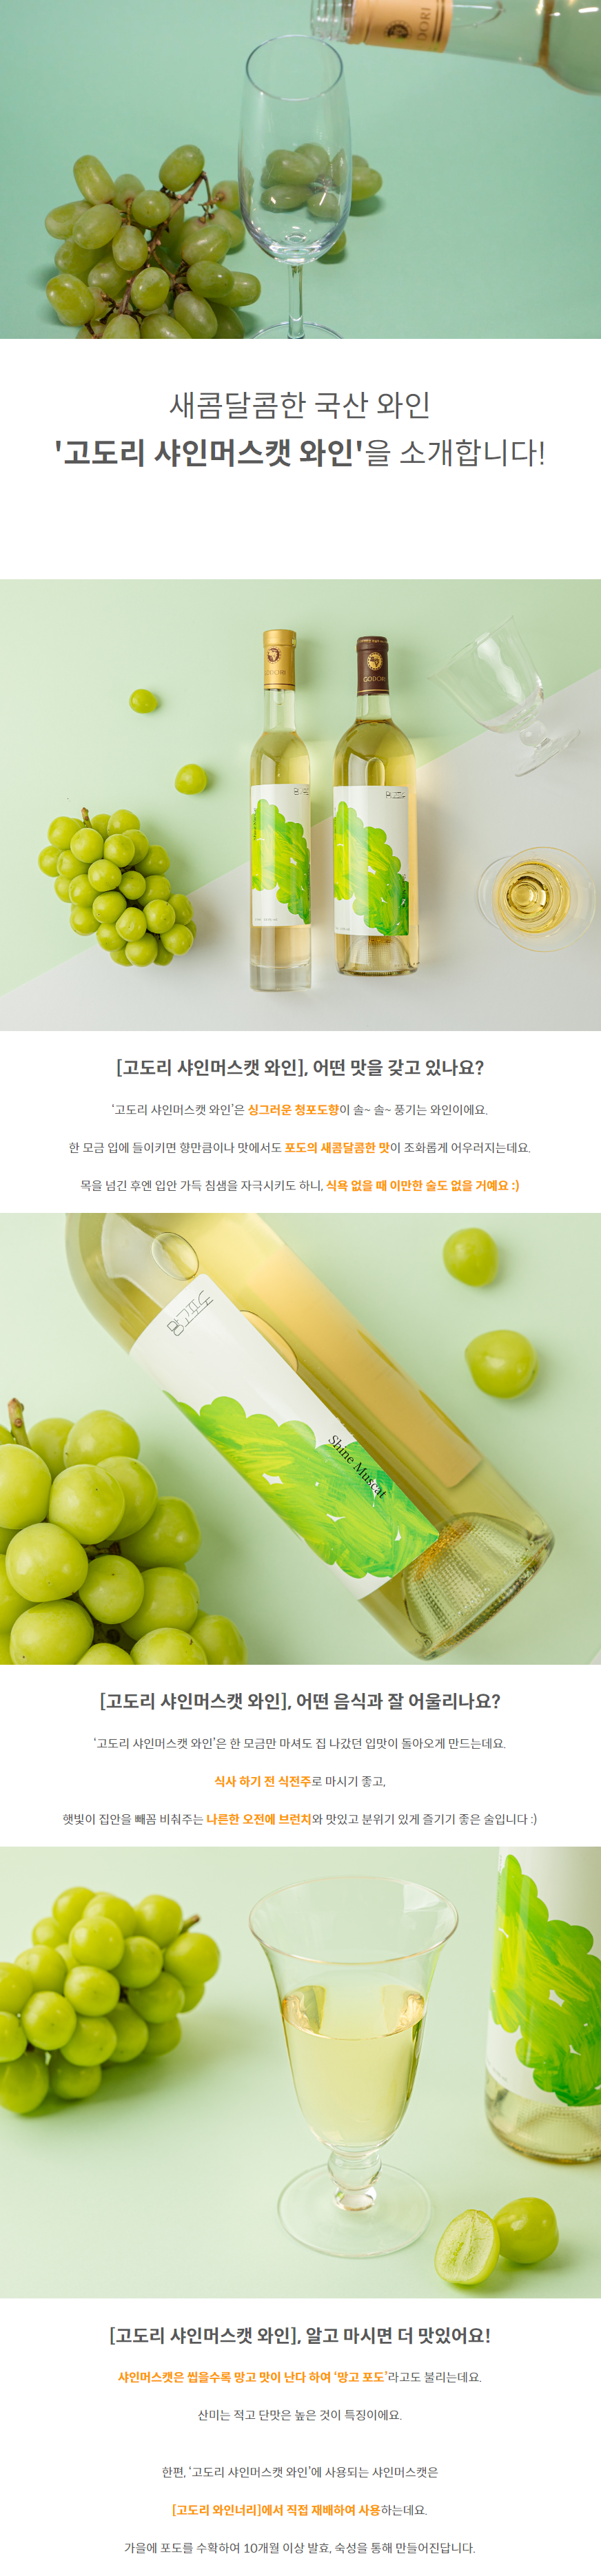 DORI
새콤달콤한 국산 와인
'고도리 샤인머스캣 와인'을 소개합니다!
GODORI
GODORI
[고도리 샤인머스캣 와인], 어떤 맛을 갖고 있나요?
‘고도리 샤인머스캣 와인’은 싱그러운 청포도향이 솔~ 솔~ 풍기는 와인이에요.
한 모금 입에 들이키면 향만큼이나 맛에서도 포도의 새콤달콤한 맛이 조화롭게 어우러지는데요.
목을 넘긴 후엔 입안 가득 침샘을 자극시키도 하니, 식욕 없을 때 이만한 술도 없을 거예요 :)
Shine Muscat
[고도리 샤인머스캣 와인], 어떤 음식과 잘 어울리나요?
‘고도리 샤인머스캣 와인’은 한 모금만 마셔도 집 나갔던 입맛이 돌아오게 만드는데요.
식사 하기 전 식전주로 마시기 좋고,
햇빛이 집안을 빼꼼 비춰주는 나른한 오전에 브런치와 맛있고 분위기 있게 즐기기 좋은 술입니다 :)
[고도리 샤인머스캣 와인], 알고 마시면 더 맛있어요!
샤인머스캣은 씹을수록 망고 맛이 난다 하여 ‘망고 포도’라고도 불리는데요.
산미는 적고 단맛은 높은 것이 특징이에요.
한편, ‘고도리 샤인머스캣 와인’에 사용되는 샤인머스캣은
[고도리 와인너리]에서 직접 재배하여 사용하는데요.
가을에 포도를 수확하여 10개월 이상 발효, 숙성을 통해 만들어진답니다.